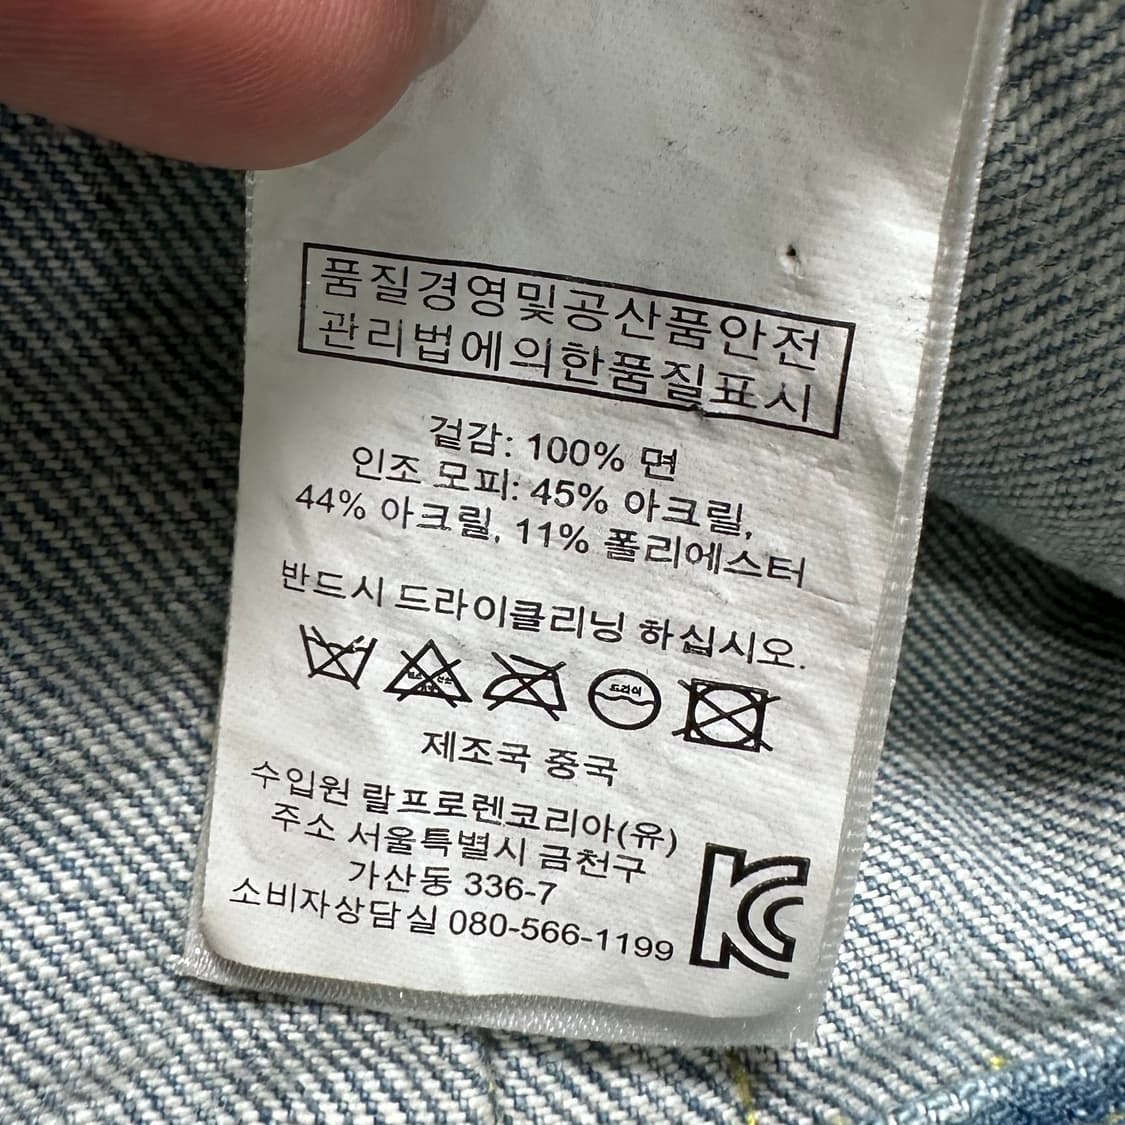 품질경영및공산품안전
관리법에의한품질표시
겉감: 100% 면
인조 모피: 45% 아크릴,
44% 아크릴, 11% 폴리에스터
반드시 드라이클리닝 하십시오.
드라이
제조국 중국
수입원 랄프로렌코리아(유)
주소 서울특별시 금천구
가산동 336-7
소비자상담실 080-566-1199
KC